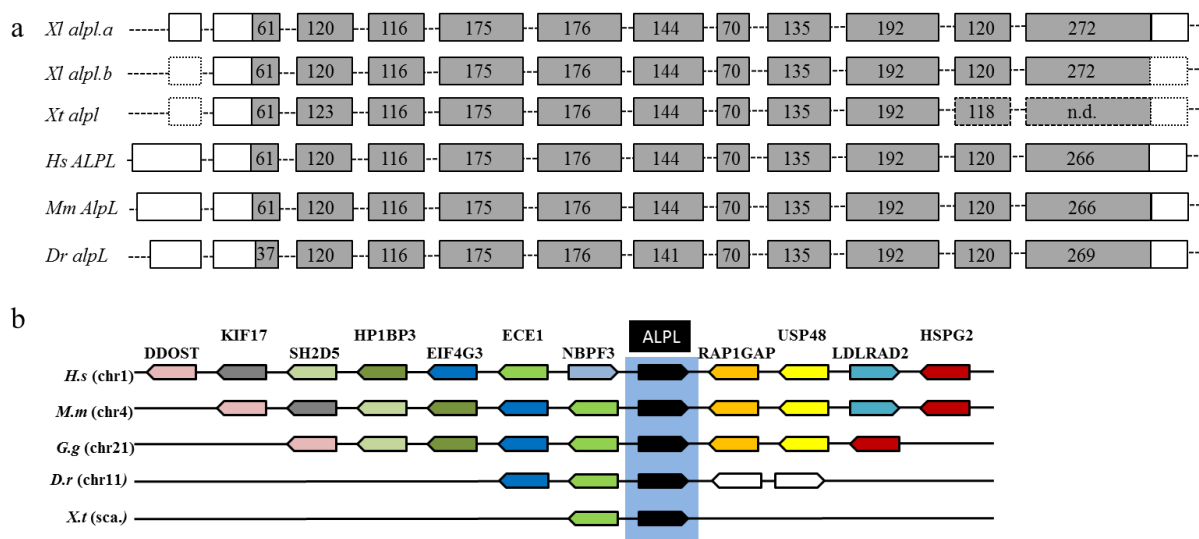 a
Xl alpl.a 61 120 116 175 176 144 70 135 192 120 272
Xl alpl.b 61 120 116 175 176 144 70 135 192 120 272
Xt alpl 61 123 116 175 176 144 70 135 192 118 n.d.
Hs ALPL 61 120 116 175 176 144 70 135 192 120 266
Mm AlpL 61 120 116 175 176 144 70 135 192 120 266
Dr alpL 37 120 116 175 176 141 70 135 192 120 269
b
KIF17 HP1BP3 ECE1 ALPL USP48 HSPG2
DDOST SH2D5 EIF4G3 NBPF3 RAP1GAP LDLRAD2
H.s (chr1)
M.m (chr4)
G.g (chr21)
D.r (chr11)
X.t (sca.)